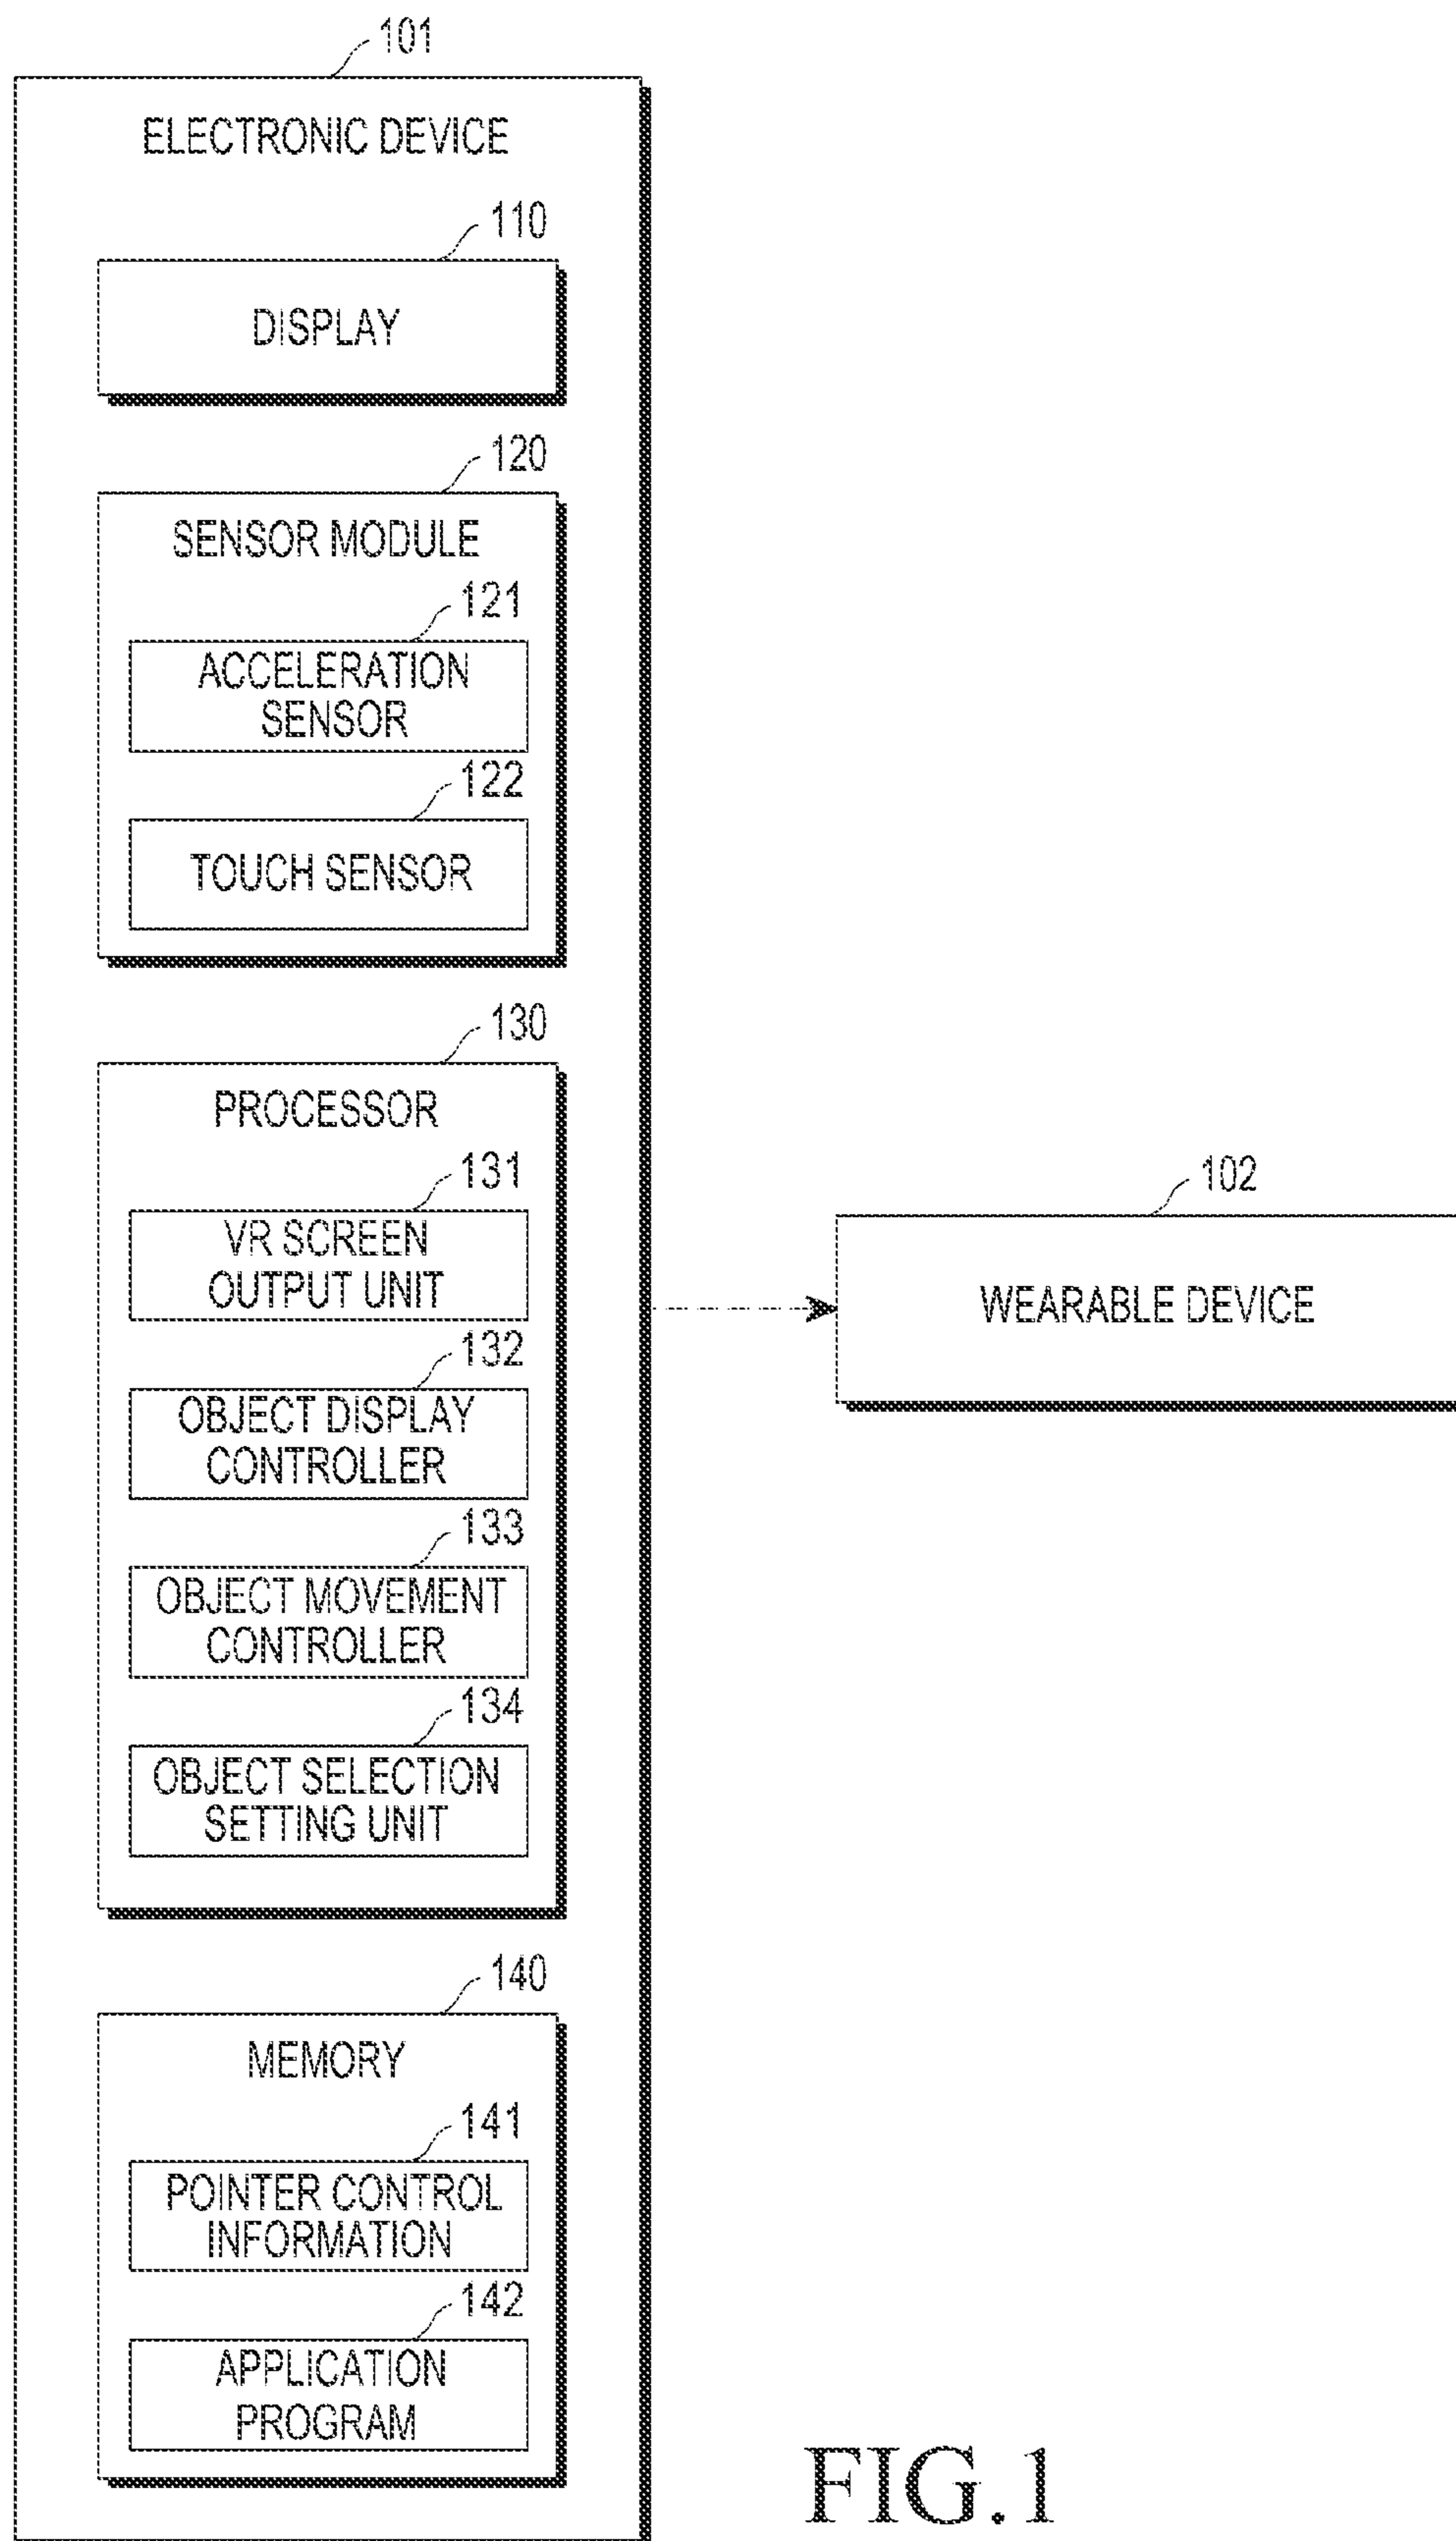 101
ELECTRONIC DEVICE
110
DISPLAY
120
SENSOR MODULE
121
ACCELERATION
SENSOR
122
TOUCH SENSOR
130
PROCESSOR
131
VR SCREEN
OUTPUT UNIT
132
OBJECT DISPLAY
CONTROLLER
133
OBJECT MOVEMENT
CONTROLLER
134
OBJECT SELECTION
SETTING UNIT
140
MEMORY
141
POINTER CONTROL
INFORMATION
142
APPLICATION
PROGRAM
102
WEARABLE DEVICE
FIG.1